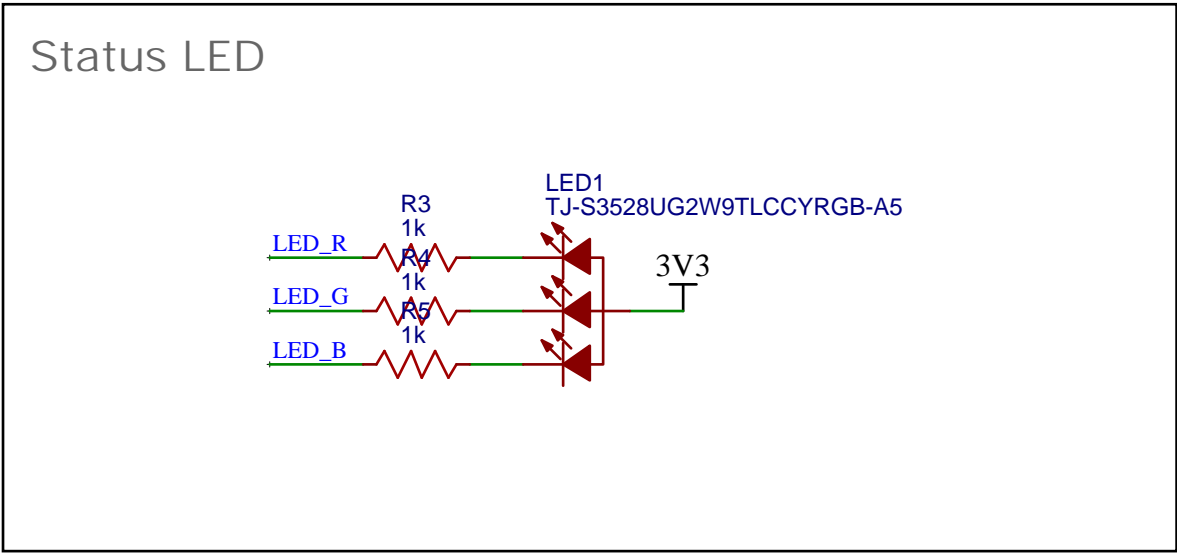 Status LED
LED1
TJ-S3528UG2W9TLCCYRGB-A5
R3
1k
LED_R
R4
1k
3V3
LED_G
R5
1k
LED_B